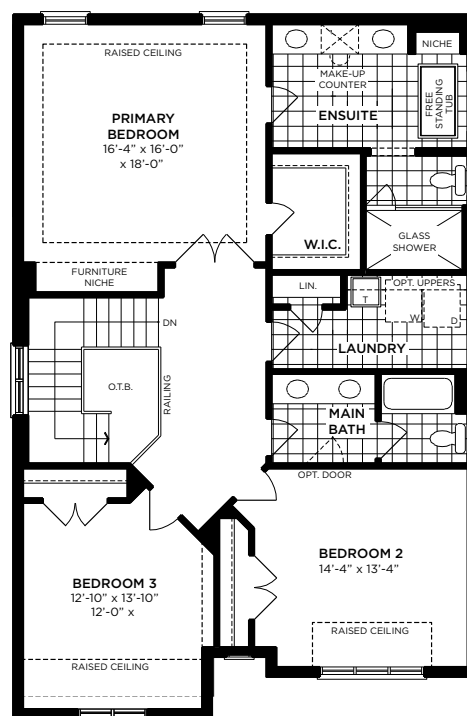 RAISED CEILING
PRIMARY
BEDROOM
16'-4" x 16'-0"
x 18'-0"
NICHE
MAKE-UP
COUNTER
ENSUITE
FREE
STANDING
TUB
W.I.C.
GLASS
SHOWER
FURNITURE
NICHE
LIN.
OPT. UPPERS
T
W
D
LAUNDRY
DN
O.T.B.
RAILING
MAIN
BATH
OPT. DOOR
BEDROOM 2
14'-4" x 13'-4"
RAISED CEILING
BEDROOM 3
12'-10" x 13'-10"
12'-0" x
RAISED CEILING